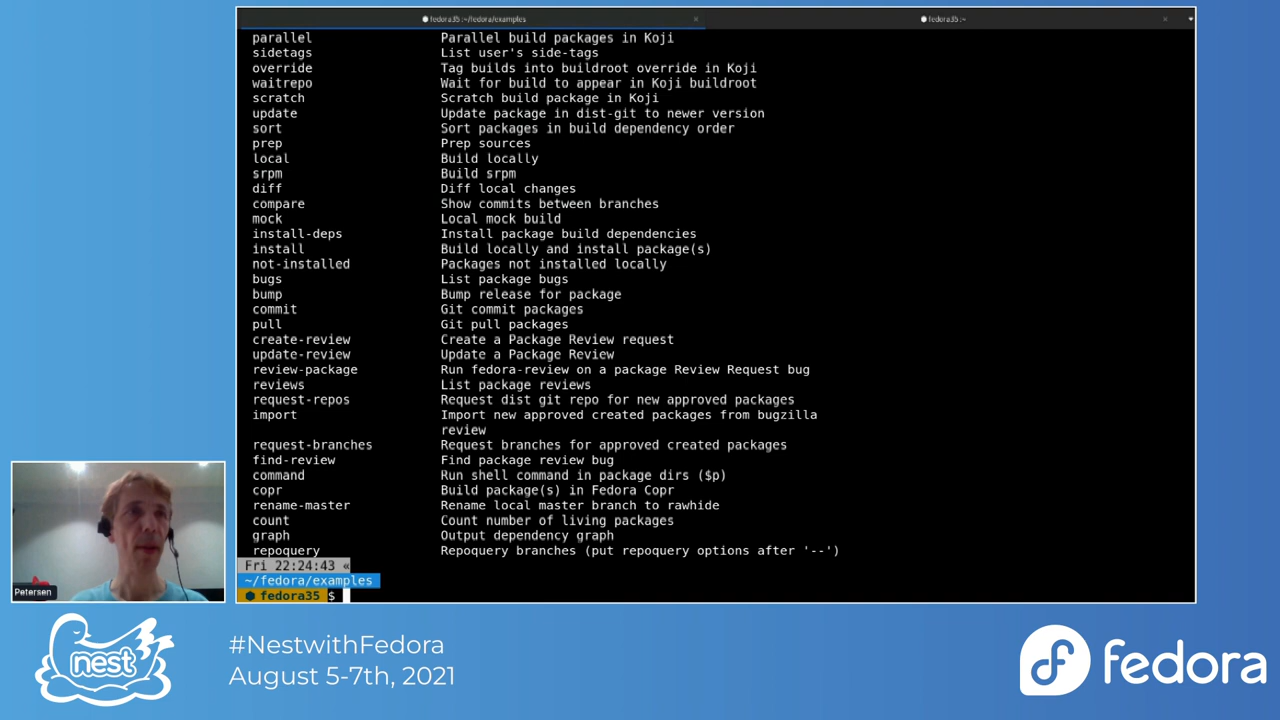 fedora35:~/fedora/examples × fedora35:~ ×
parallel Parallel build packages in Koji
sidetags List user's side-tags
override Tag builds into buildroot override in Koji
waitrepo Wait for build to appear in Koji buildroot
scratch Scratch build package in Koji
update Update package in dist-git to newer version
sort Sort packages in build dependency order
prep Prep sources
local Build locally
srpm Build srpm
diff Diff local changes
compare Show commits between branches
mock Local mock build
install-deps Install package build dependencies
install Build locally and install package(s)
not-installed Packages not installed locally
bugs List package bugs
bump Bump release for package
commit Git commit packages
pull Git pull packages
create-review Create a Package Review request
update-review Update a Package Review
review-package Run fedora-review on a package Review Request bug
reviews List package reviews
request-repos Request dist git repo for new approved packages
import Import new approved created packages from bugzilla
review
request-branches Request branches for approved created packages
find-review Find package review bug
command Run shell command in package dirs ($p)
copr Build package(s) in Fedora Copr
rename-master Rename local master branch to rawhide
count Count number of living packages
graph Output dependency graph
repoquery Repoquery branches (put repoquery options after '--')
Fri 22:24:43 «
~/fedora/examples
⬢ fedora35 $
Petersen
nest
#NestwithFedora
August 5-7th, 2021
fedora